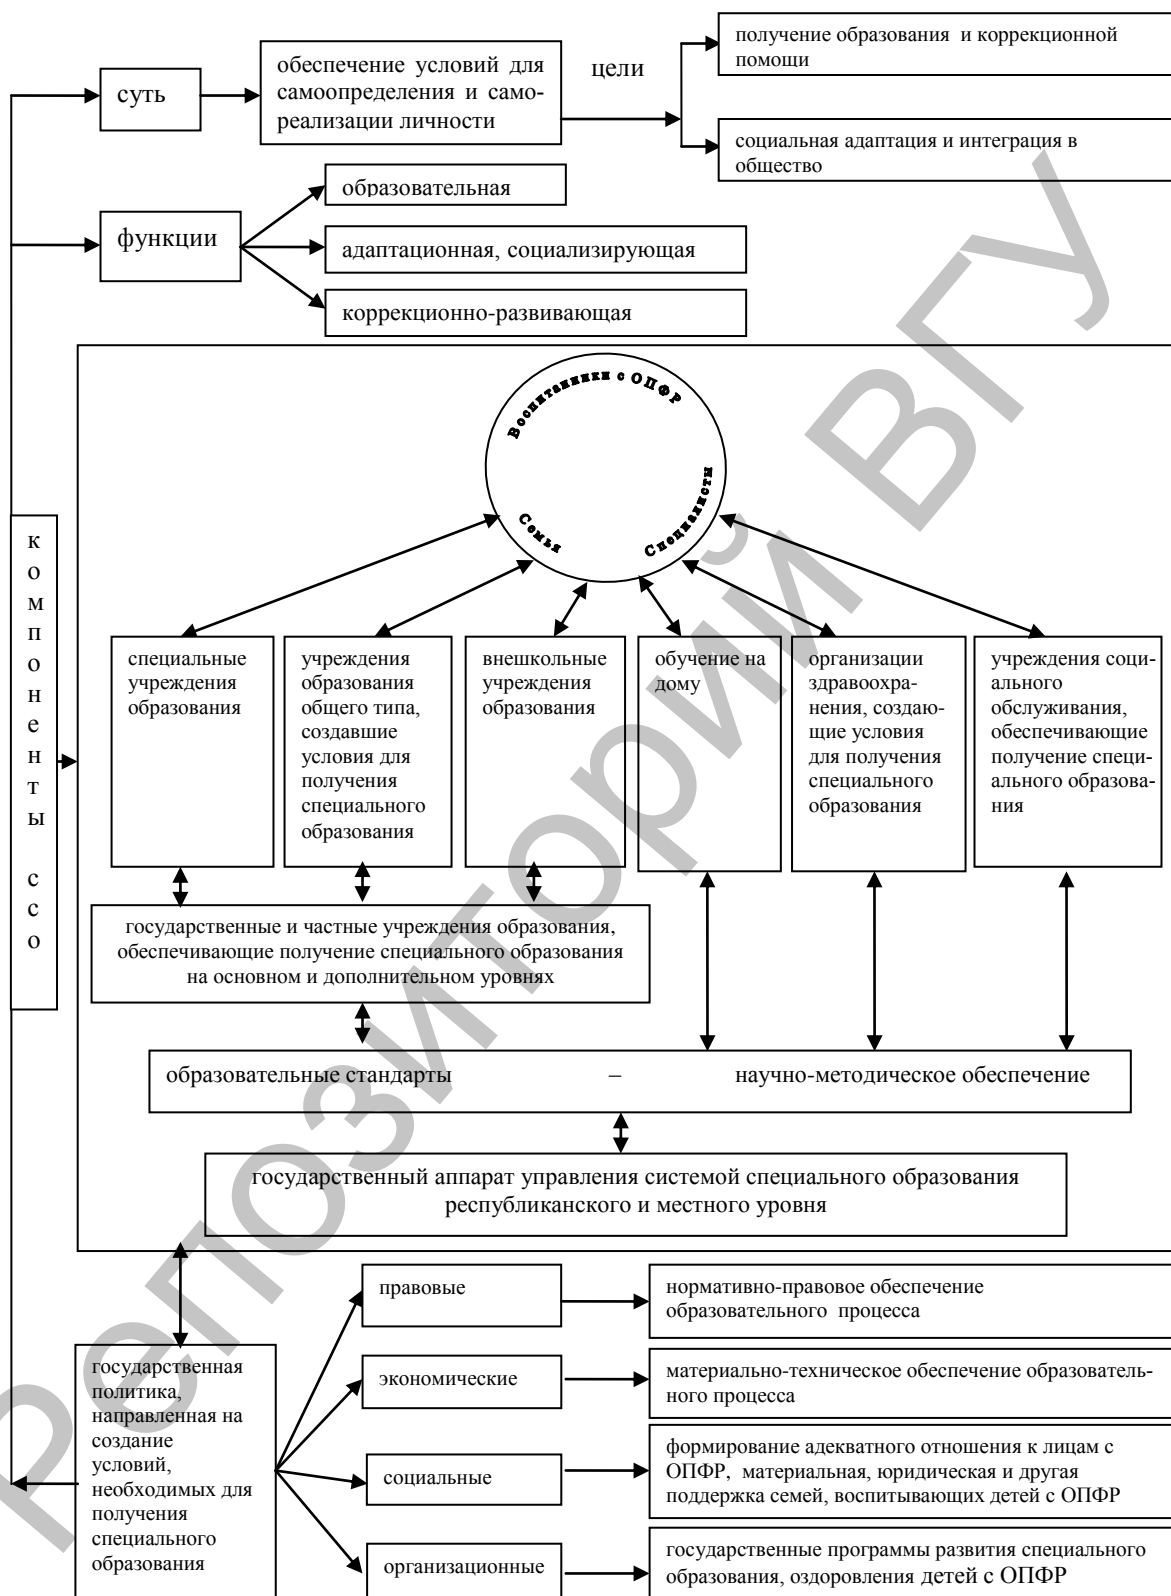 суть
обеспечение условий для
самоопределения и само-
реализации личности
цели
получение образования и коррекционной
помощи
социальная адаптация и интеграция в
общество
функции
образовательная
адаптационная, социализирующая
коррекционно-развивающая
Воспитанники с ОПФР
Семья
Специалисты
к
о
м
п
о
н
е
н
т
ы
с
с
о
специальные
учреждения
образования
учреждения
образования
общего типа,
создавшие
условия для
получения
специального
образования
внешкольные
учреждения
образования
обучение на
дому
организации
здравоохра-
нения, создаю-
щие условия
для получения
специального
образования
учреждения соци-
ального
обслуживания,
обеспечивающие
получение специ-
ального образова-
ния
государственные и частные учреждения образования,
обеспечивающие получение специального образования
на основном и дополнительном уровнях
образовательные стандарты – научно-методическое обеспечение
государственный аппарат управления системой специального образования
республиканского и местного уровня
государственная
политика,
направленная на
создание
условий,
необходимых для
получения
специального
образования
правовые
нормативно-правовое обеспечение
образовательного процесса
экономические
материально-техническое обеспечение образователь-
ного процесса
социальные
формирование адекватного отношения к лицам с
ОПФР, материальная, юридическая и другая
поддержка семей, воспитывающих детей с ОПФР
организационные
государственные программы развития специального
образования, оздоровления детей с ОПФР
Репозиторий ВГУ